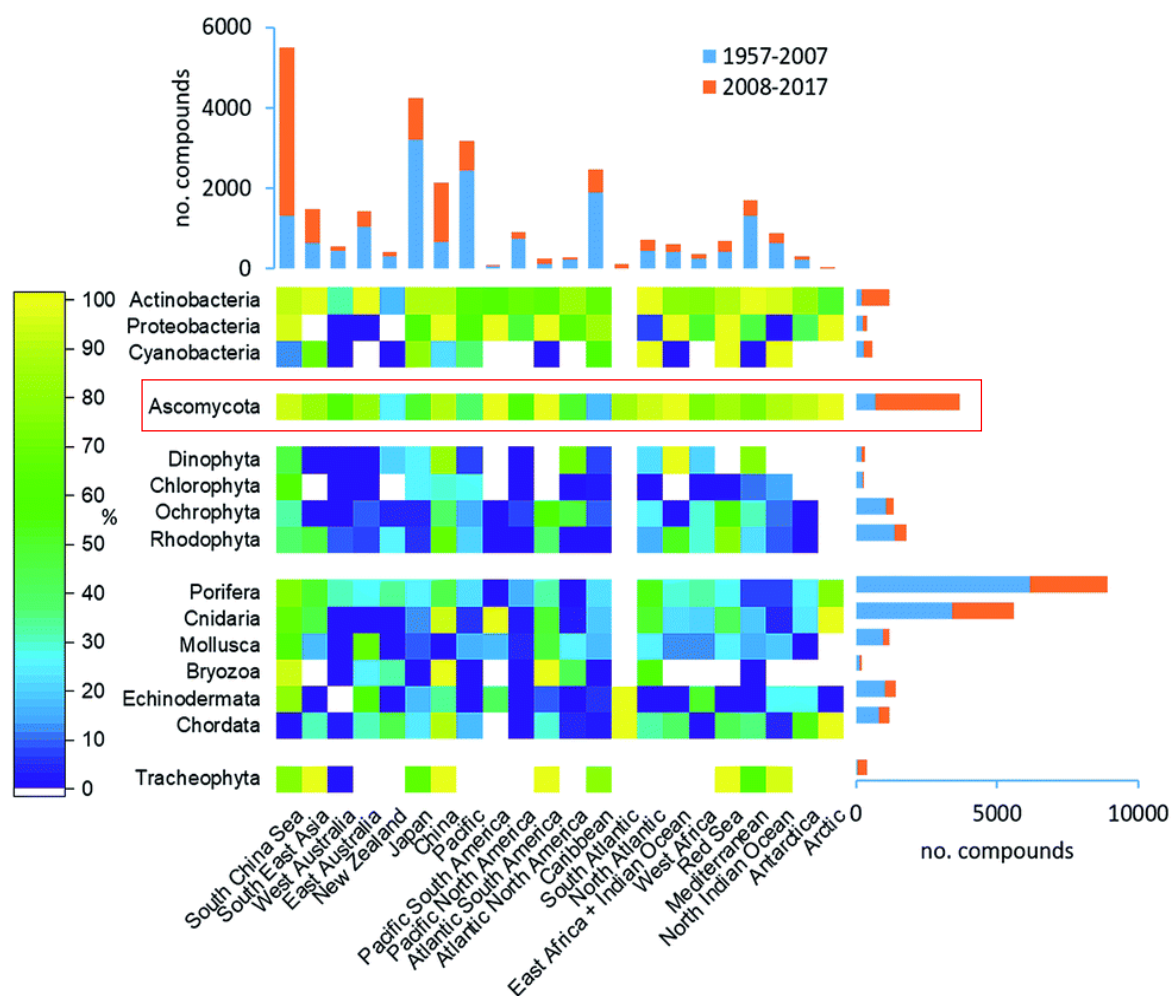 6000
4000
2000
0
no. compounds
1957-2007
2008-2017
100
90
80
70
60
%
50
40
30
20
10
0
Actinobacteria
Proteobacteria
Cyanobacteria
Ascomycota
Dinophyta
Chlorophyta
Ochrophyta
Rhodophyta
Porifera
Cnidaria
Mollusca
Bryozoa
Echinodermata
Chordata
Tracheophyta
South China Sea
South East Asia
West Australia
East Australia
New Zealand
Japan
China
Pacific
Pacific South America
Pacific North America
Atlantic South America
Atlantic North America
Caribbean
South Atlantic
North Atlantic
East Africa + Indian Ocean
West Africa
Red Sea
Mediterranean
North Indian Ocean
Antarctica
Arctic
0
5000
10000
no. compounds